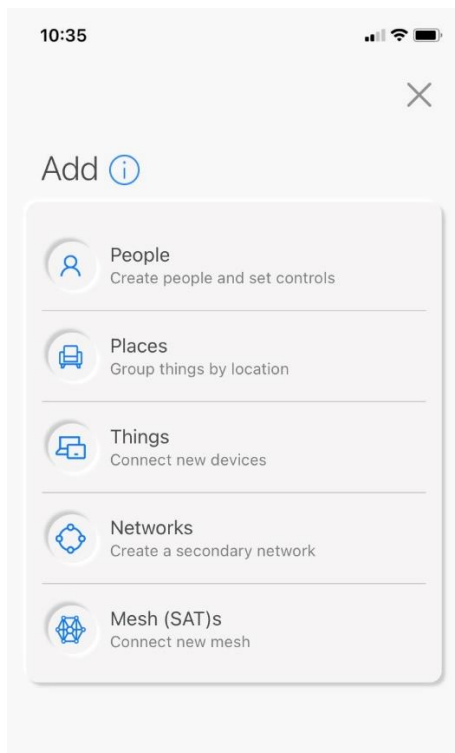 10:35
Add
People
Create people and set controls
Places
Group things by location
Things
Connect new devices
Networks
Create a secondary network
Mesh (SAT)s
Connect new mesh